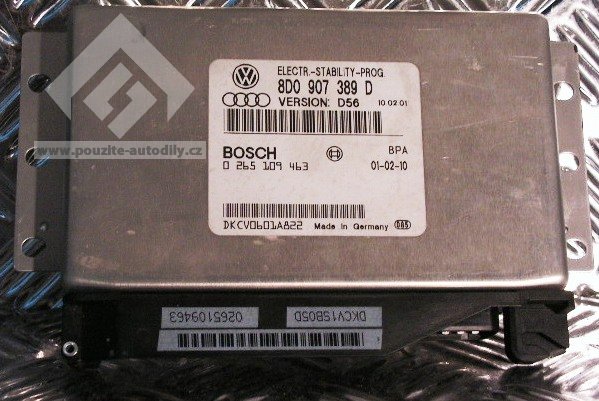 ELECTR.-STABILITY-PROG.
8D0 907 389 D
VERSION: D56 10.02.01
www.pouzite-autodily.cz
BOSCH BPA
0 265 109 463 01-02-10
DKCV0601A822 Made in Germany
0265109463 DKCV1SB05D